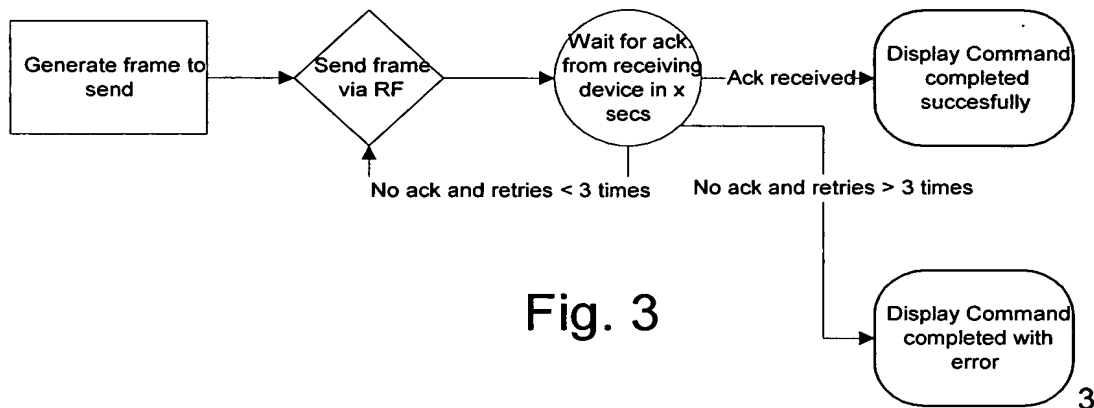 Generate frame to
send
Send frame
via RF
Wait for ack.
from receiving
device in x
secs
Ack received
Display Command
completed
succesfully
No ack and retries < 3 times
No ack and retries > 3 times
Display Command
completed with
error
Fig. 3
3